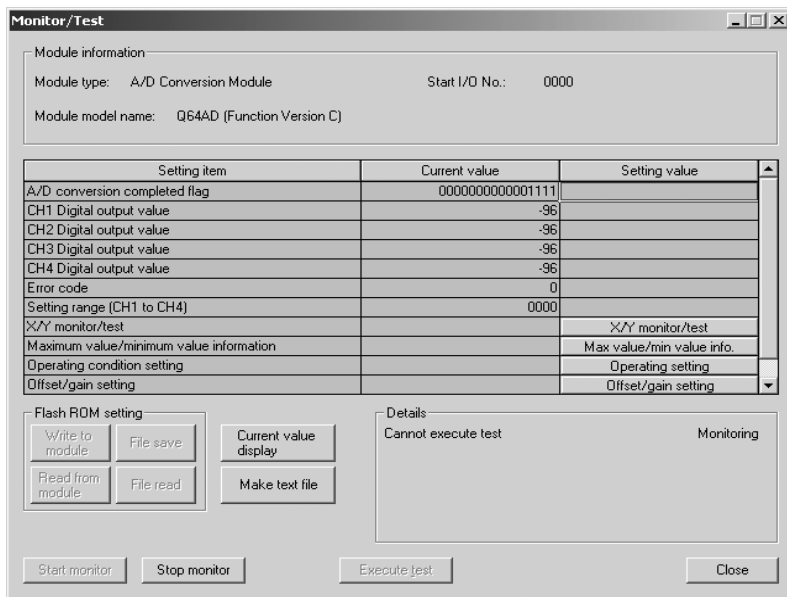 Monitor/Test
Module information
Module type: A/D Conversion Module Start I/O No.: 0000
Module model name: Q64AD (Function Version C)
Setting item Current value Setting value
A/D conversion completed flag 0000000000001111
CH1 Digital output value -96
CH2 Digital output value -96
CH3 Digital output value -96
CH4 Digital output value -96
Error code 0
Setting range (CH1 to CH4) 0000
X/Y monitor/test X/Y monitor/test
Maximum value/minimum value information Max value/min value info.
Operating condition setting Operating setting
Offset/gain setting Offset/gain setting
Flash ROM setting
Write to
module
File save
Current value
display
Read from
module
File read
Make text file
Details
Cannot execute test Monitoring
Start monitor Stop monitor Execute test Close